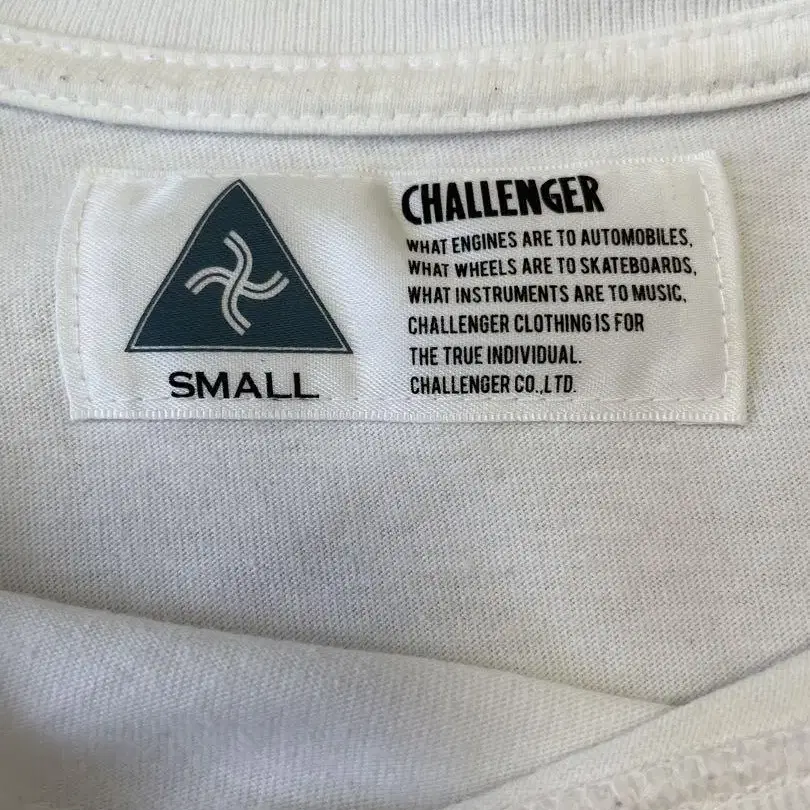 SMALL
CHALLENGER
WHAT ENGINES ARE TO AUTOMOBILES,
WHAT WHEELS ARE TO SKATEBOARDS,
WHAT INSTRUMENTS ARE TO MUSIC,
CHALLENGER CLOTHING IS FOR
THE TRUE INDIVIDUAL.
CHALLENGER CO.,LTD.